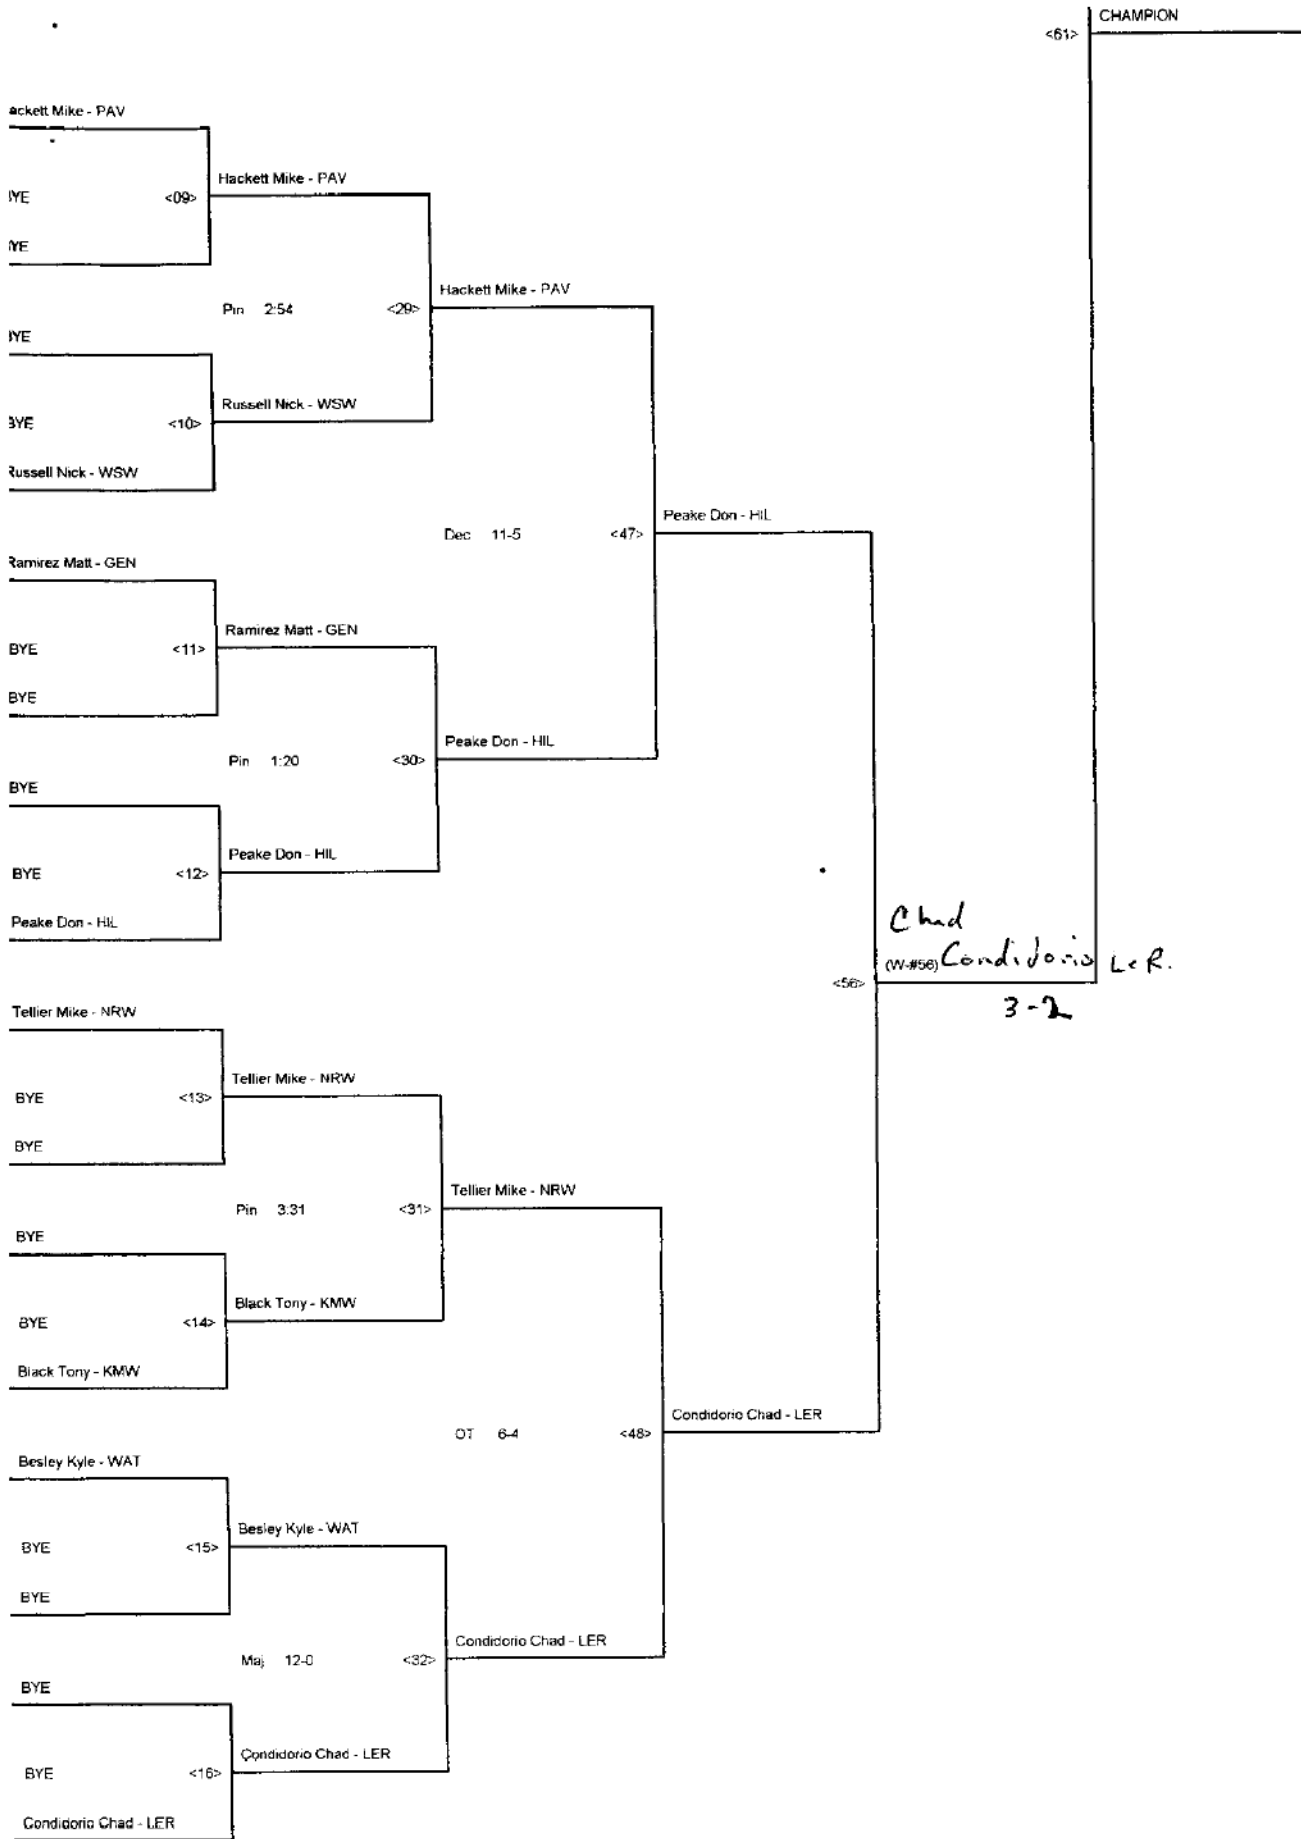 CHAMPION
<61>
ackett Mike - PAV
Hackett Mike - PAV
BYE <09>
BYE
Hackett Mike - PAV
Pin 2:54 <29>
BYE
Russell Nick - WSW
BYE <10>
Russell Nick - WSW
Peake Don - HIL
Dec 11-5 <47>
Ramirez Matt - GEN
Ramirez Matt - GEN
BYE <11>
BYE
Peake Don - HIL
Pin 1:20 <30>
BYE
Peake Don - HIL
BYE <12>
Peake Don - HIL
Chad
(W-#56) Condidorio LeR.
<56>
3-2
Tellier Mike - NRW
Tellier Mike - NRW
BYE <13>
BYE
Tellier Mike - NRW
Pin 3:31 <31>
BYE
Black Tony - KMW
BYE <14>
Black Tony - KMW
Condidorio Chad - LER
OT 6-4 <48>
Besley Kyle - WAT
Besley Kyle - WAT
BYE <15>
BYE
Condidorio Chad - LER
Maj 12-0 <32>
BYE
Condidorio Chad - LER
BYE <16>
Condidorio Chad - LER